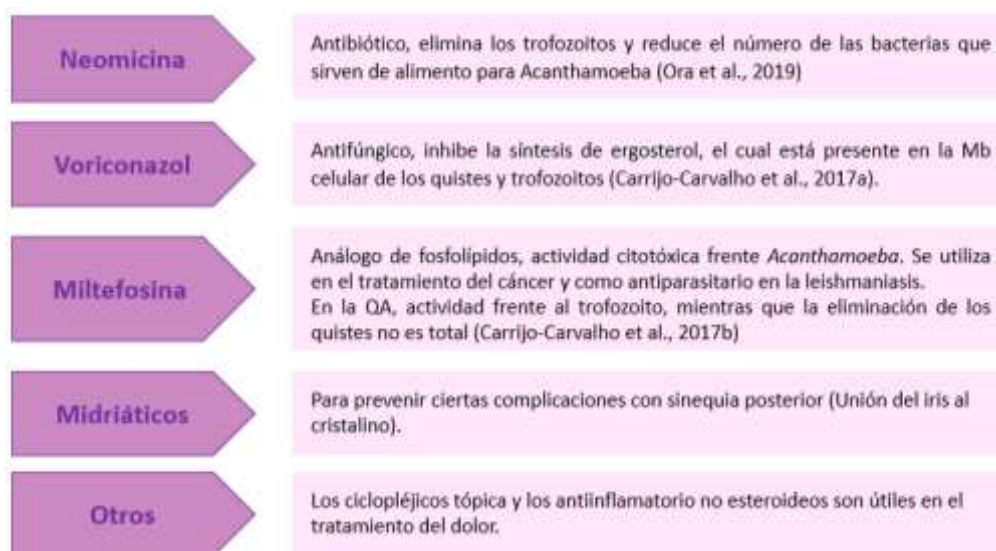 Neomicina
Antibiótico, elimina los trofozoitos y reduce el número de las bacterias que
sirven de alimento para Acanthamoeba (Ora et al., 2019)
Voriconazol
Antifúngico, inhibe la síntesis de ergosterol, el cual está presente en la Mb
celular de los quistes y trofozoitos (Carrijo-Carvalho et al., 2017a).
Miltefosina
Análogo de fosfolípidos, actividad citotóxica frente Acanthamoeba. Se utiliza
en el tratamiento del cáncer y como antiparasitario en la leishmaniasis.
En la QA, actividad frente al trofozoito, mientras que la eliminación de los
quistes no es total (Carrijo-Carvalho et al., 2017b)
Midriáticos
Para prevenir ciertas complicaciones con sinequia posterior (Unión del iris al
cristalino).
Otros
Los ciclopléjicos tópica y los antiinflamatorio no esteroideos son útiles en el
tratamiento del dolor.